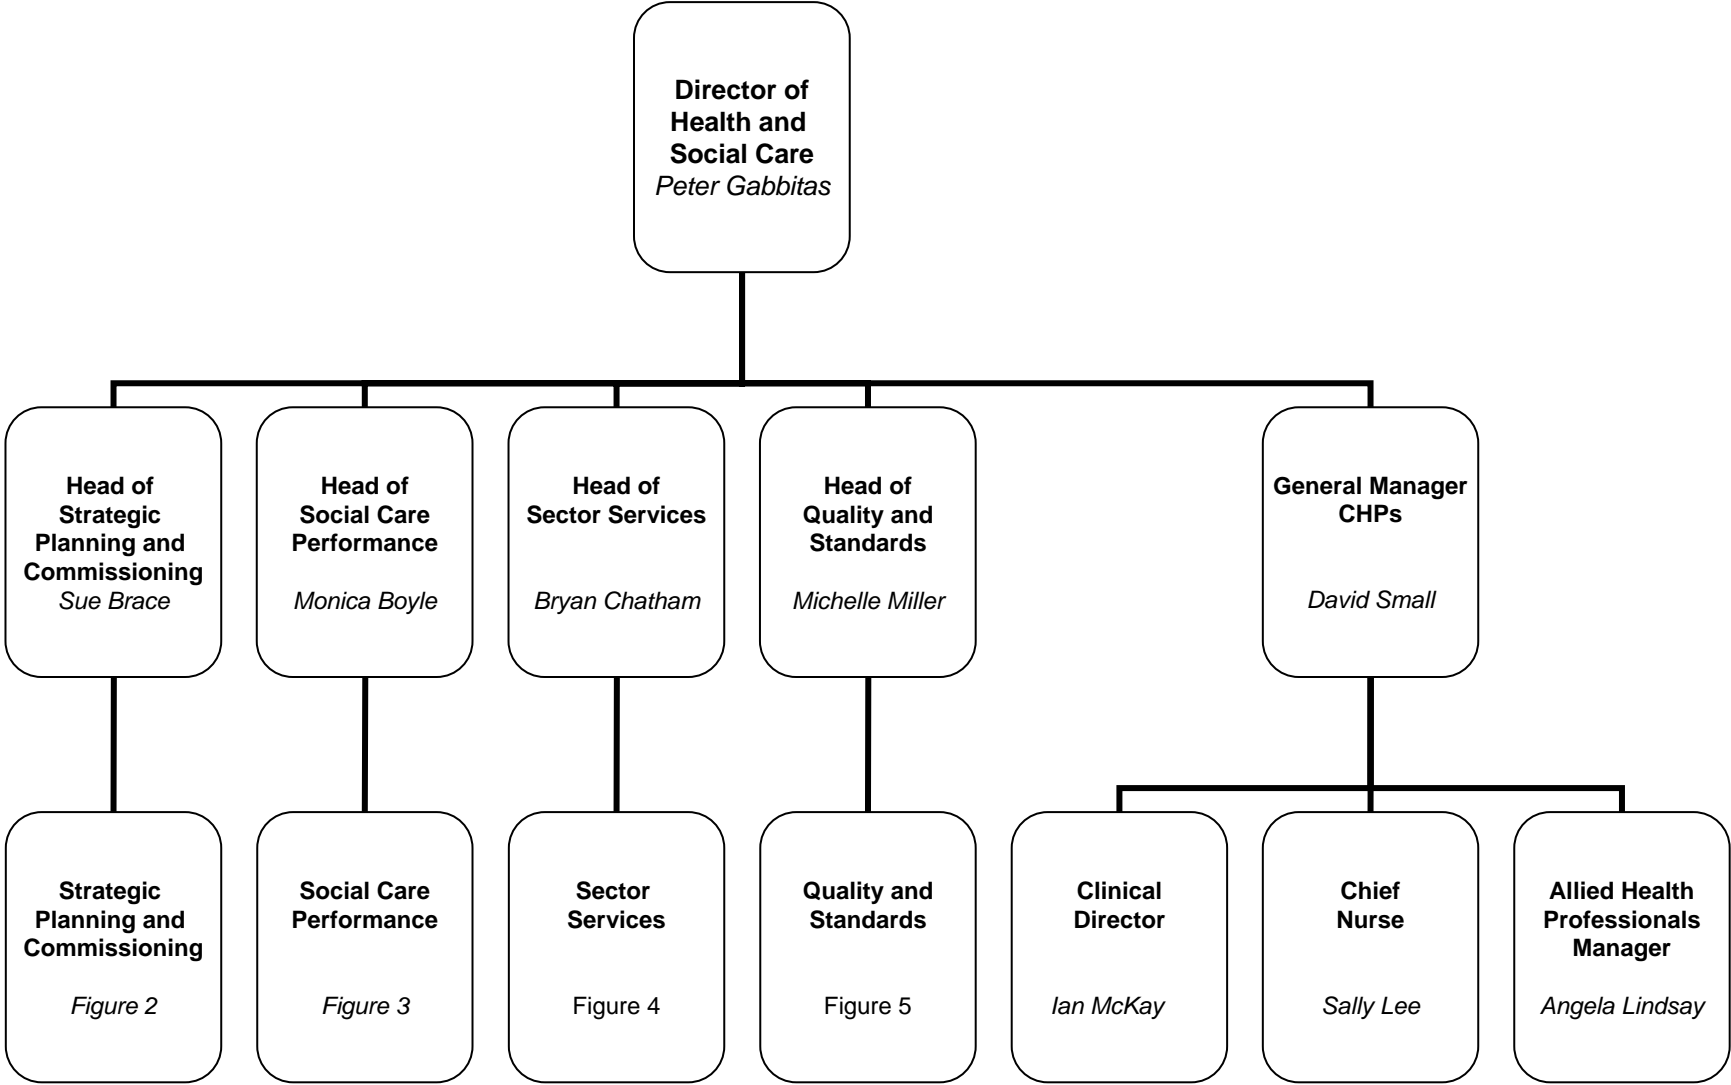 Director of
Health and
Social Care
Peter Gabbitas
Head of
Strategic
Planning and
Commissioning
Sue Brace
Head of
Social Care
Performance
Monica Boyle
Head of
Sector Services
Bryan Chatham
Head of
Quality and
Standards
Michelle Miller
General Manager
CHPs
David Small
Strategic
Planning and
Commissioning
Figure 2
Social Care
Performance
Figure 3
Sector
Services
Figure 4
Quality and
Standards
Figure 5
Clinical
Director
Ian McKay
Chief
Nurse
Sally Lee
Allied Health
Professionals
Manager
Angela Lindsay